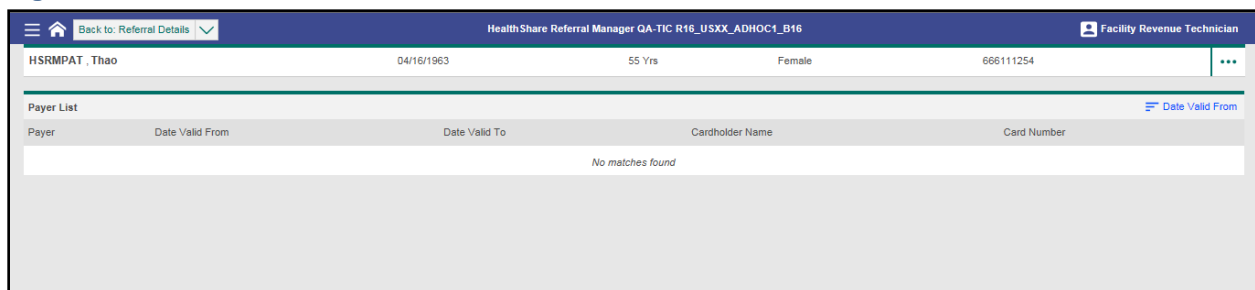 Back to: Referral Details HealthShare Referral Manager QA-TIC R16_USXX_ADHOC1_B16 Facility Revenue Technician
HSRMPAT , Thao 04/16/1963 55 Yrs Female 666111254
Payer List Date Valid From
Payer Date Valid From Date Valid To Cardholder Name Card Number
No matches found